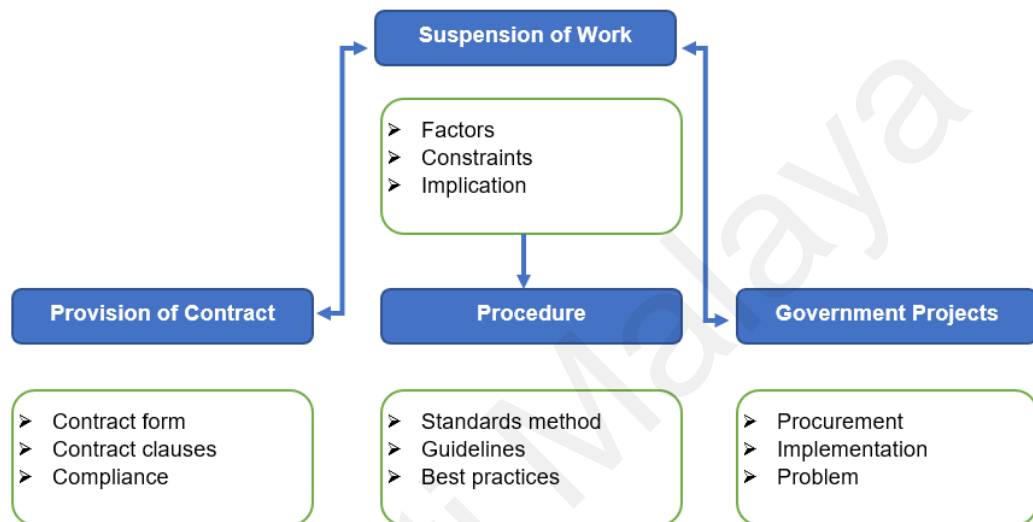 Suspension of Work
Factors
Constraints
Implication
Provision of Contract
Procedure
Government Projects
Contract form
Contract clauses
Compliance
Standards method
Guidelines
Best practices
Procurement
Implementation
Problem
Malaya